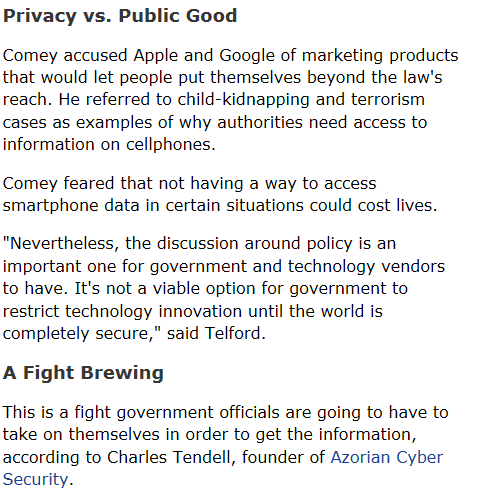 Privacy vs. Public Good
Comey accused Apple and Google of marketing products
that would let people put themselves beyond the law's
reach. He referred to child-kidnapping and terrorism
cases as examples of why authorities need access to
information on cellphones.
Comey feared that not having a way to access
smartphone data in certain situations could cost lives.
"Nevertheless, the discussion around policy is an
important one for government and technology vendors
to have. It's not a viable option for government to
restrict technology innovation until the world is
completely secure," said Telford.
A Fight Brewing
This is a fight government officials are going to have to
take on themselves in order to get the information,
according to Charles Tendell, founder of Azorian Cyber
Security.